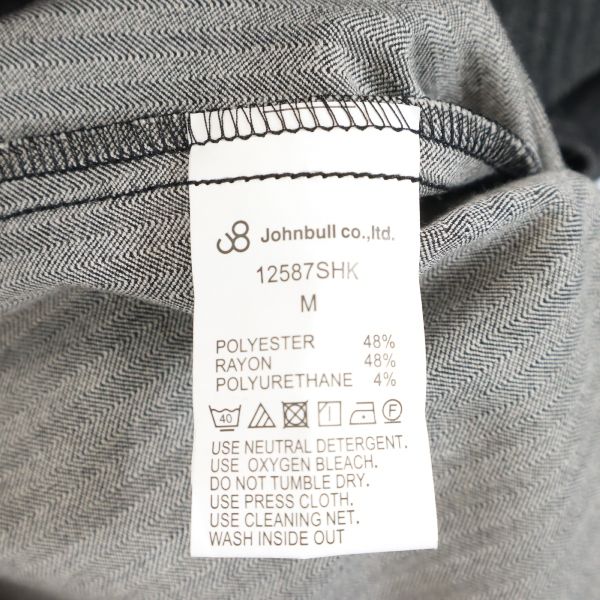 Johnbull co.,ltd.
12587SHK
M
POLYESTER 48%
RAYON 48%
POLYURETHANE 4%
40 F
USE NEUTRAL DETERGENT.
USE OXYGEN BLEACH.
DO NOT TUMBLE DRY.
USE PRESS CLOTH.
USE CLEANING NET.
WASH INSIDE OUT